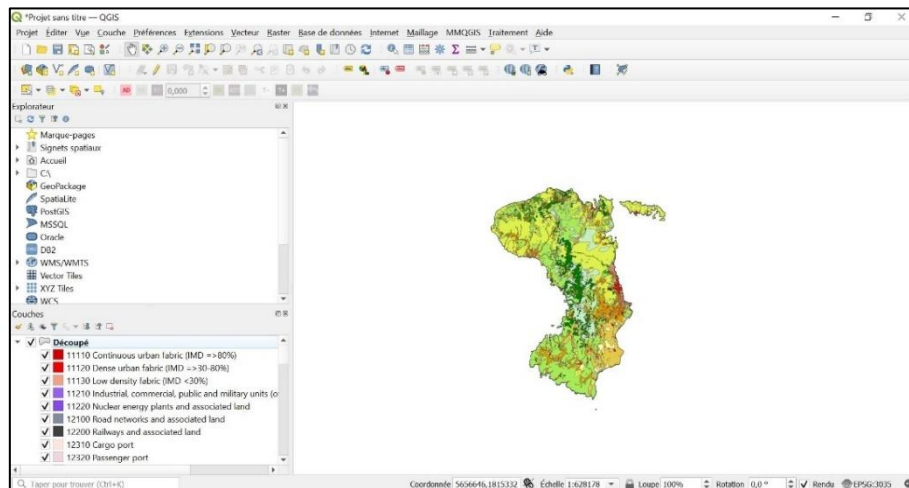 *Projet sans titre — QGIS
Projet Éditer Vue Couche Préférences Extensions Vecteur Raster Base de données Internet Maillage MMQGIS Traitement Aide
0,000
Explorateur
Marque-pages
Signets spatiaux
Accueil
C:\
GeoPackage
SpatiaLite
PostGIS
MSSQL
Oracle
DB2
WMS/WMTS
Vector Tiles
XYZ Tiles
WCS
Couches
Découpé
11110 Continuous urban fabric (IMD =>80%)
11120 Dense urban fabric (IMD =>30-80%)
11130 Low density fabric (IMD <30%)
11210 Industrial, commercial, public and military units (o
11220 Nuclear energy plants and associated land
12100 Road networks and associated land
12200 Railways and associated land
12310 Cargo port
12320 Passenger port
Taper pour trouver (Ctrl+K)
Coordonnée 5656646,1815332 Échelle 1:628178 Loupe 100% Rotation 0,0 ° Rendu EPSG:3035